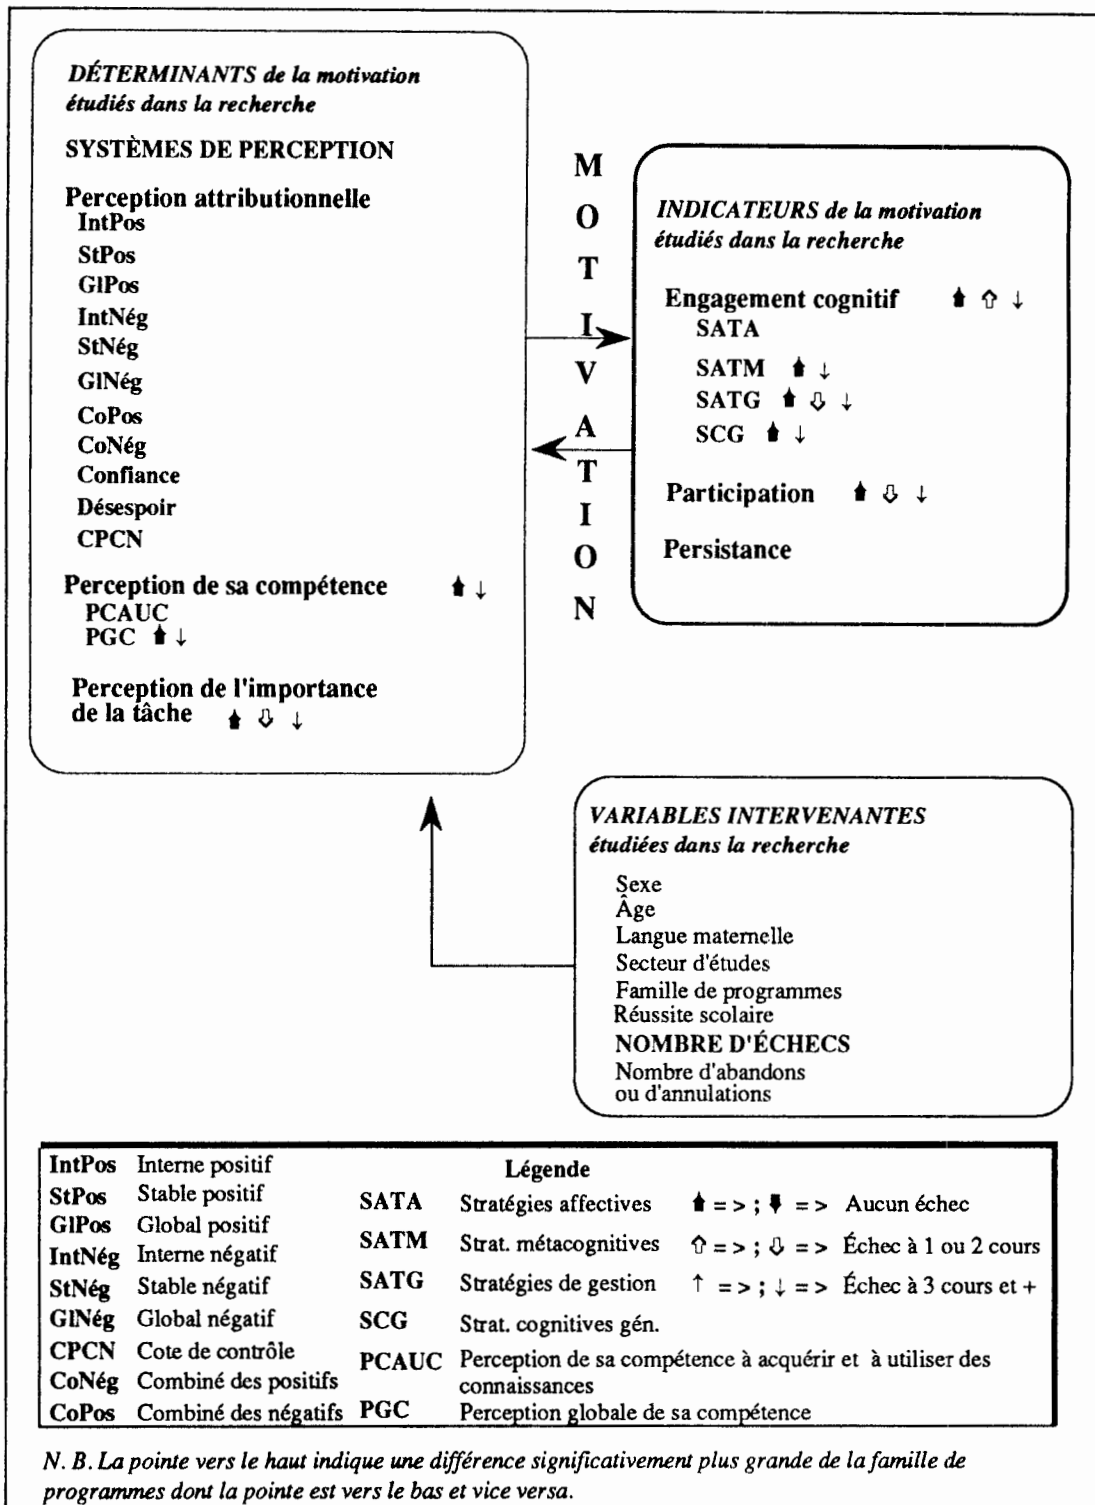 DÉTERMINANTS de la motivation
étudiés dans la recherche
SYSTÈMES DE PERCEPTION
Perception attributionnelle
IntPos
StPos
GlPos
IntNég
StNég
GlNég
CoPos
CoNég
Confiance
Désespoir
CPCN
Perception de sa compétence ⬆ ↓
PCAUC
PGC ⬆ ↓
Perception de l'importance
de la tâche ⬆ ⇩ ↓
MOTIVATION
INDICATEURS de la motivation
étudiés dans la recherche
Engagement cognitif ⬆ ⇧ ↓
SATA
SATM ⬆ ↓
SATG ⬆ ⇩ ↓
SCG ⬆ ↓
Participation ⬆ ⇩ ↓
Persistance
VARIABLES INTERVENANTES
étudiées dans la recherche
Sexe
Âge
Langue maternelle
Secteur d'études
Famille de programmes
Réussite scolaire
NOMBRE D'ÉCHECS
Nombre d'abandons
ou d'annulations
Légende
IntPos Interne positif
StPos Stable positif
GlPos Global positif
IntNég Interne négatif
StNég Stable négatif
GlNég Global négatif
CPCN Cote de contrôle
CoNég Combiné des positifs
CoPos Combiné des négatifs
SATA Stratégies affectives ⬆ = > ; ⬇ = > Aucun échec
SATM Strat. métacognitives ⇧ = > ; ⇩ = > Échec à 1 ou 2 cours
SATG Stratégies de gestion ↑ = > ; ↓ = > Échec à 3 cours et +
SCG Strat. cognitives gén.
PCAUC Perception de sa compétence à acquérir et à utiliser des
connaissances
PGC Perception globale de sa compétence
N. B. La pointe vers le haut indique une différence significativement plus grande de la famille de
programmes dont la pointe est vers le bas et vice versa.